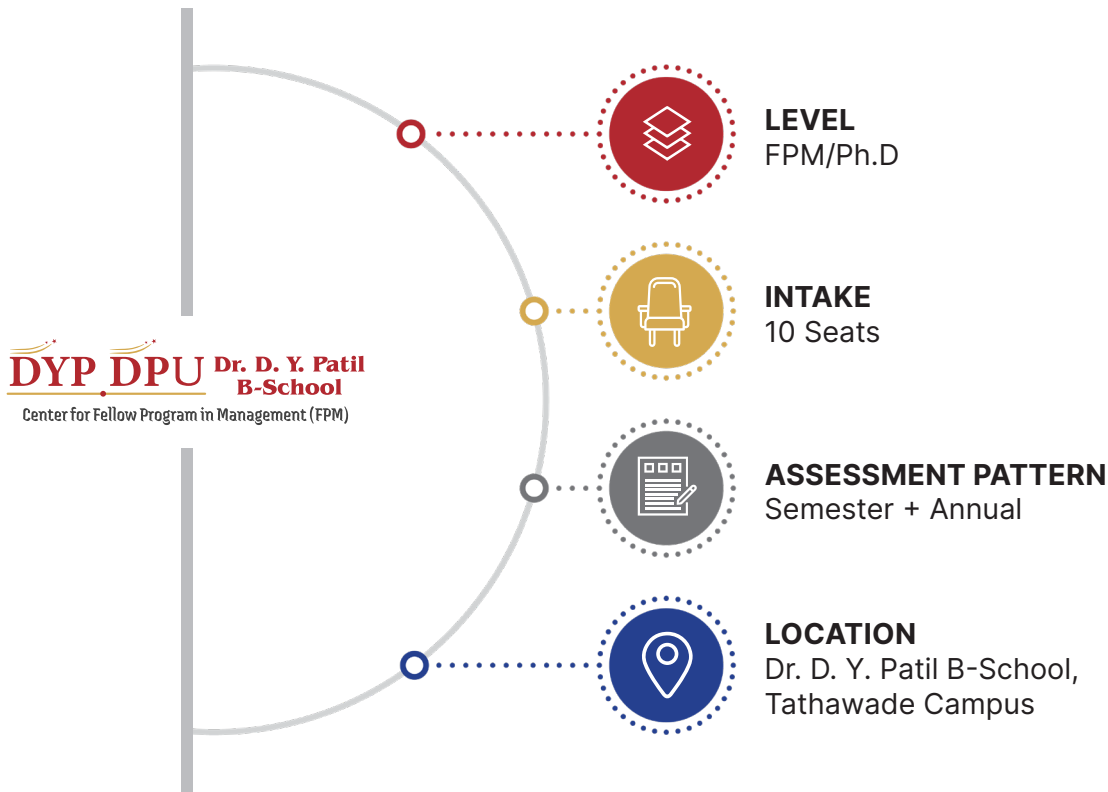 DYP DPU Dr. D. Y. Patil
B-School
Center for Fellow Program in Management (FPM)
LEVEL
FPM/Ph.D
INTAKE
10 Seats
ASSESSMENT PATTERN
Semester + Annual
LOCATION
Dr. D. Y. Patil B-School,
Tathawade Campus